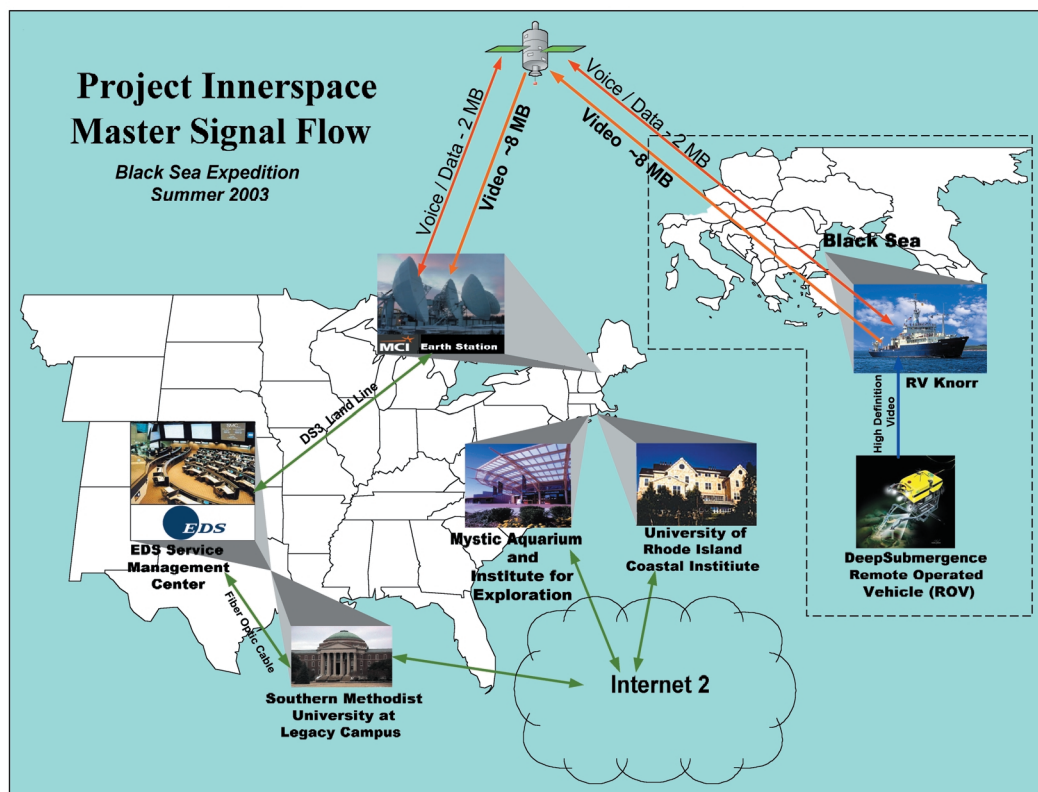 Project Innerspace
Master Signal Flow
Black Sea Expedition
Summer 2003
Voice / Data - 2 MB
Video ~8 MB
Video ~8 MB
Voice / Data - 2 MB
Black Sea
MCI Earth Station
RV Knorr
DS3 Land Line
High Definition
Video
EDS
EDS Service
Management
Center
Mystic Aquarium
and
Institute for
Exploration
University of
Rhode Island
Coastal Institiute
DeepSubmergence
Remote Operated
Vehicle (ROV)
Fiber Optic Cable
Southern Methodist
University at
Legacy Campus
Internet 2